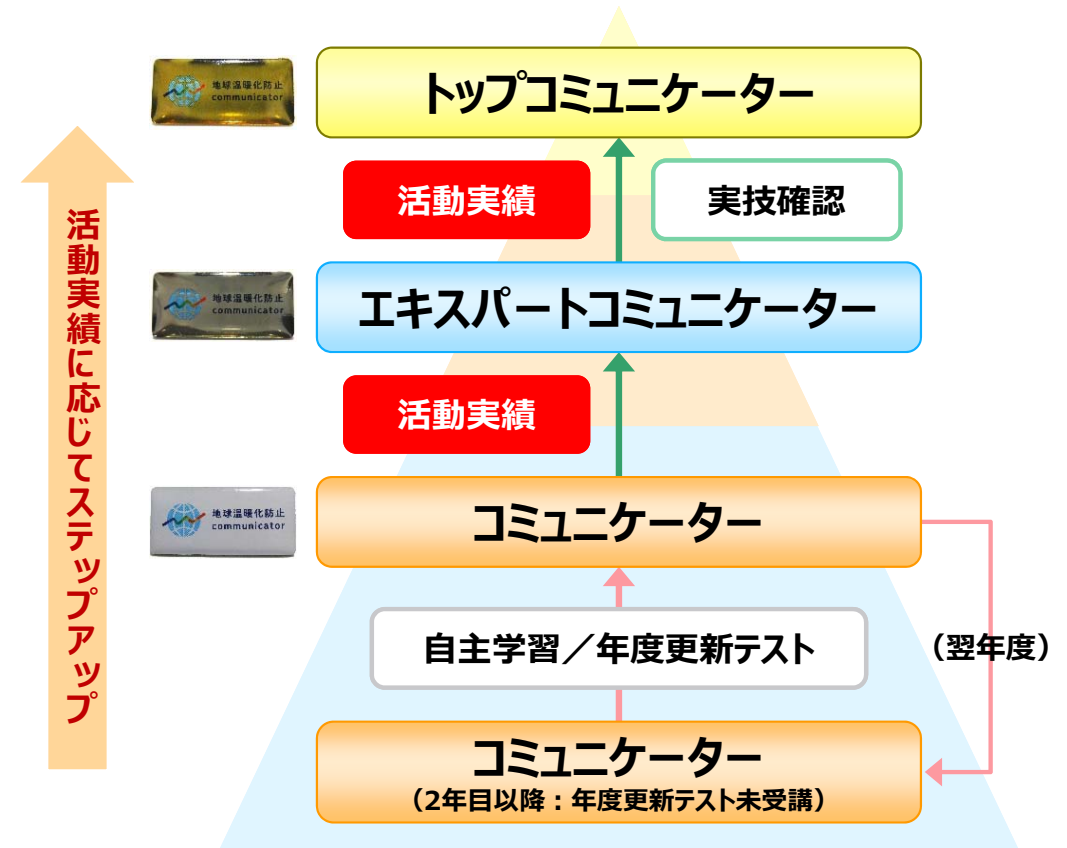 地球温暖化防止
communicator
トップコミュニケーター
活動実績
実技確認
地球温暖化防止
communicator
エキスパートコミュニケーター
活動実績
地球温暖化防止
communicator
コミュニケーター
自主学習／年度更新テスト
（翌年度）
コミュニケーター
（2年目以降：年度更新テスト未受講）
活動実績に応じてステップアップ